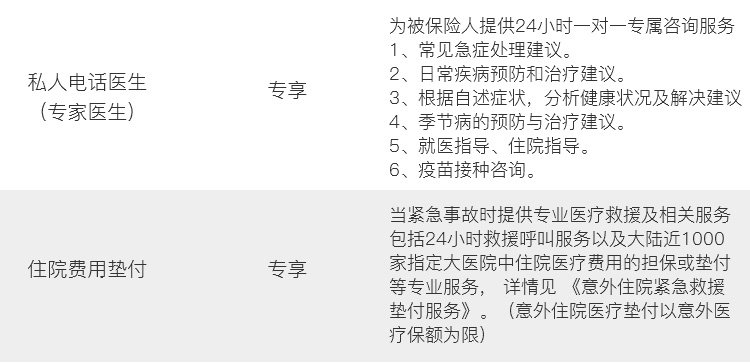 私人电话医生
（专家医生）
专享
为被保险人提供24小时一对一专属咨询服务
1、常见急症处理建议。
2、日常疾病预防和治疗建议。
3、根据自述症状，分析健康状况及解决建议
4、季节病的预防与治疗建议。
5、就医指导、住院指导。
6、疫苗接种咨询。
住院费用垫付
专享
当紧急事故时提供专业医疗救援及相关服务
包括24小时救援呼叫服务以及大陆近1000
家指定大医院中住院医疗费用的担保或垫付
等专业服务， 详情见 《意外住院紧急救援
垫付服务》。（意外住院医疗垫付以意外医
疗保额为限）